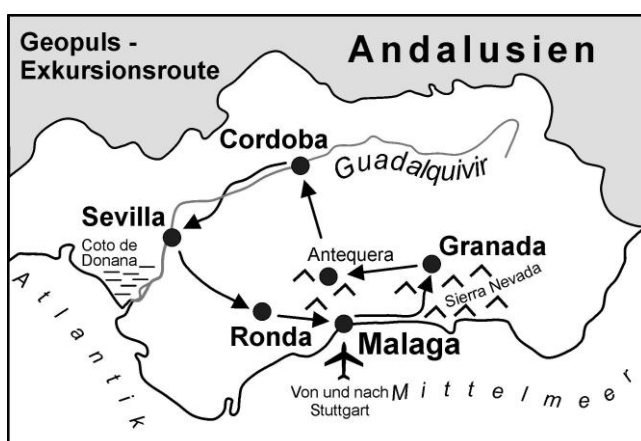 Geopuls -
Exkursionsroute
Andalusien
Cordoba
Guadalquivir
Sevilla
Coto de
Donana
Antequera
Granada
Sierra Nevada
Ronda
Malaga
Atlantik
Von und nach
Stuttgart
Mittelmeer